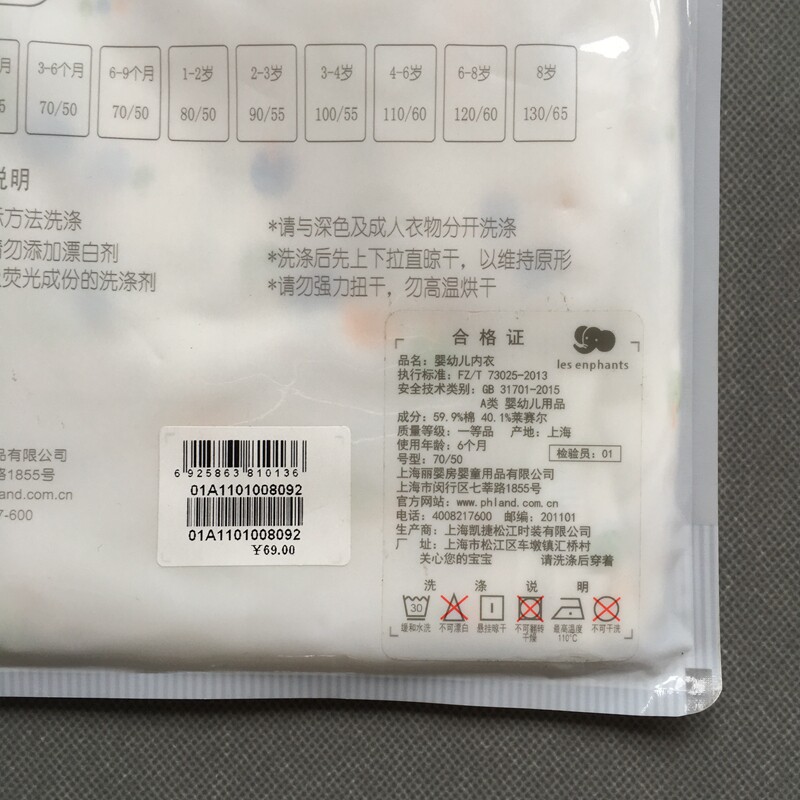 月 3-6个月 6-9个月 1-2岁 2-3岁 3-4岁 4-6岁 6-8岁 8岁
5 70/50 70/50 80/50 90/55 100/55 110/60 120/60 130/65
说明
示方法洗涤
请勿添加漂白剂
荧光成份的洗涤剂
*请与深色及成人衣物分开洗涤
*洗涤后先上下拉直晾干，以维持原形
*请勿强力扭干，勿高温烘干
品有限公司
路1855号
hland.com.cn
7-600
6 925863 810136
01A1101008092
01A1101008092
￥69.00
合格证
les enphants
品名：婴幼儿内衣
执行标准：FZ/T 73025-2013
安全技术类别：GB 31701-2015
A类 婴幼儿用品
成分：59.9%棉 40.1%莱赛尔
质量等级：一等品 产地：上海
使用年龄：6个月
检验员：01
号型：70/50
上海丽婴房婴童用品有限公司
上海市闵行区七莘路1855号
官方网站：www.phland.com.cn
电话：4008217600 邮编：201101
生产商：上海凯捷松江时装有限公司
厂 址：上海市松江区车墩镇汇桥村
关心您的宝宝 请洗涤后穿着
洗 涤 说 明
30
缓和水洗 不可漂白 悬挂晾干 不可翻转干燥 最高温度110℃ 不可干洗